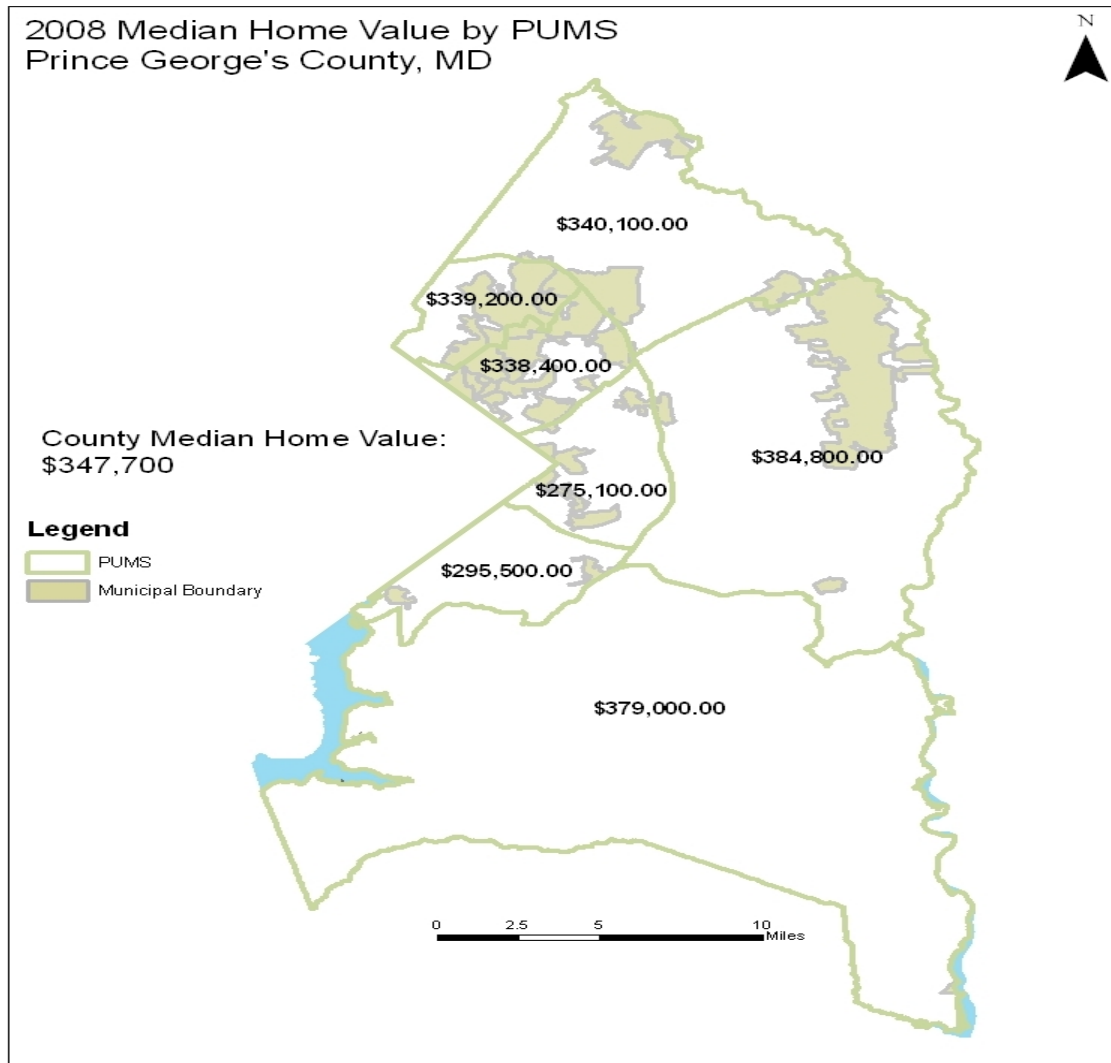 2008 Median Home Value by PUMS
Prince George's County, MD
N
$340,100.00
$339,200.00
$338,400.00
County Median Home Value:
$347,700
$384,800.00
$275,100.00
Legend
PUMS
Municipal Boundary
$295,500.00
$379,000.00
0 2.5 5 10
Miles